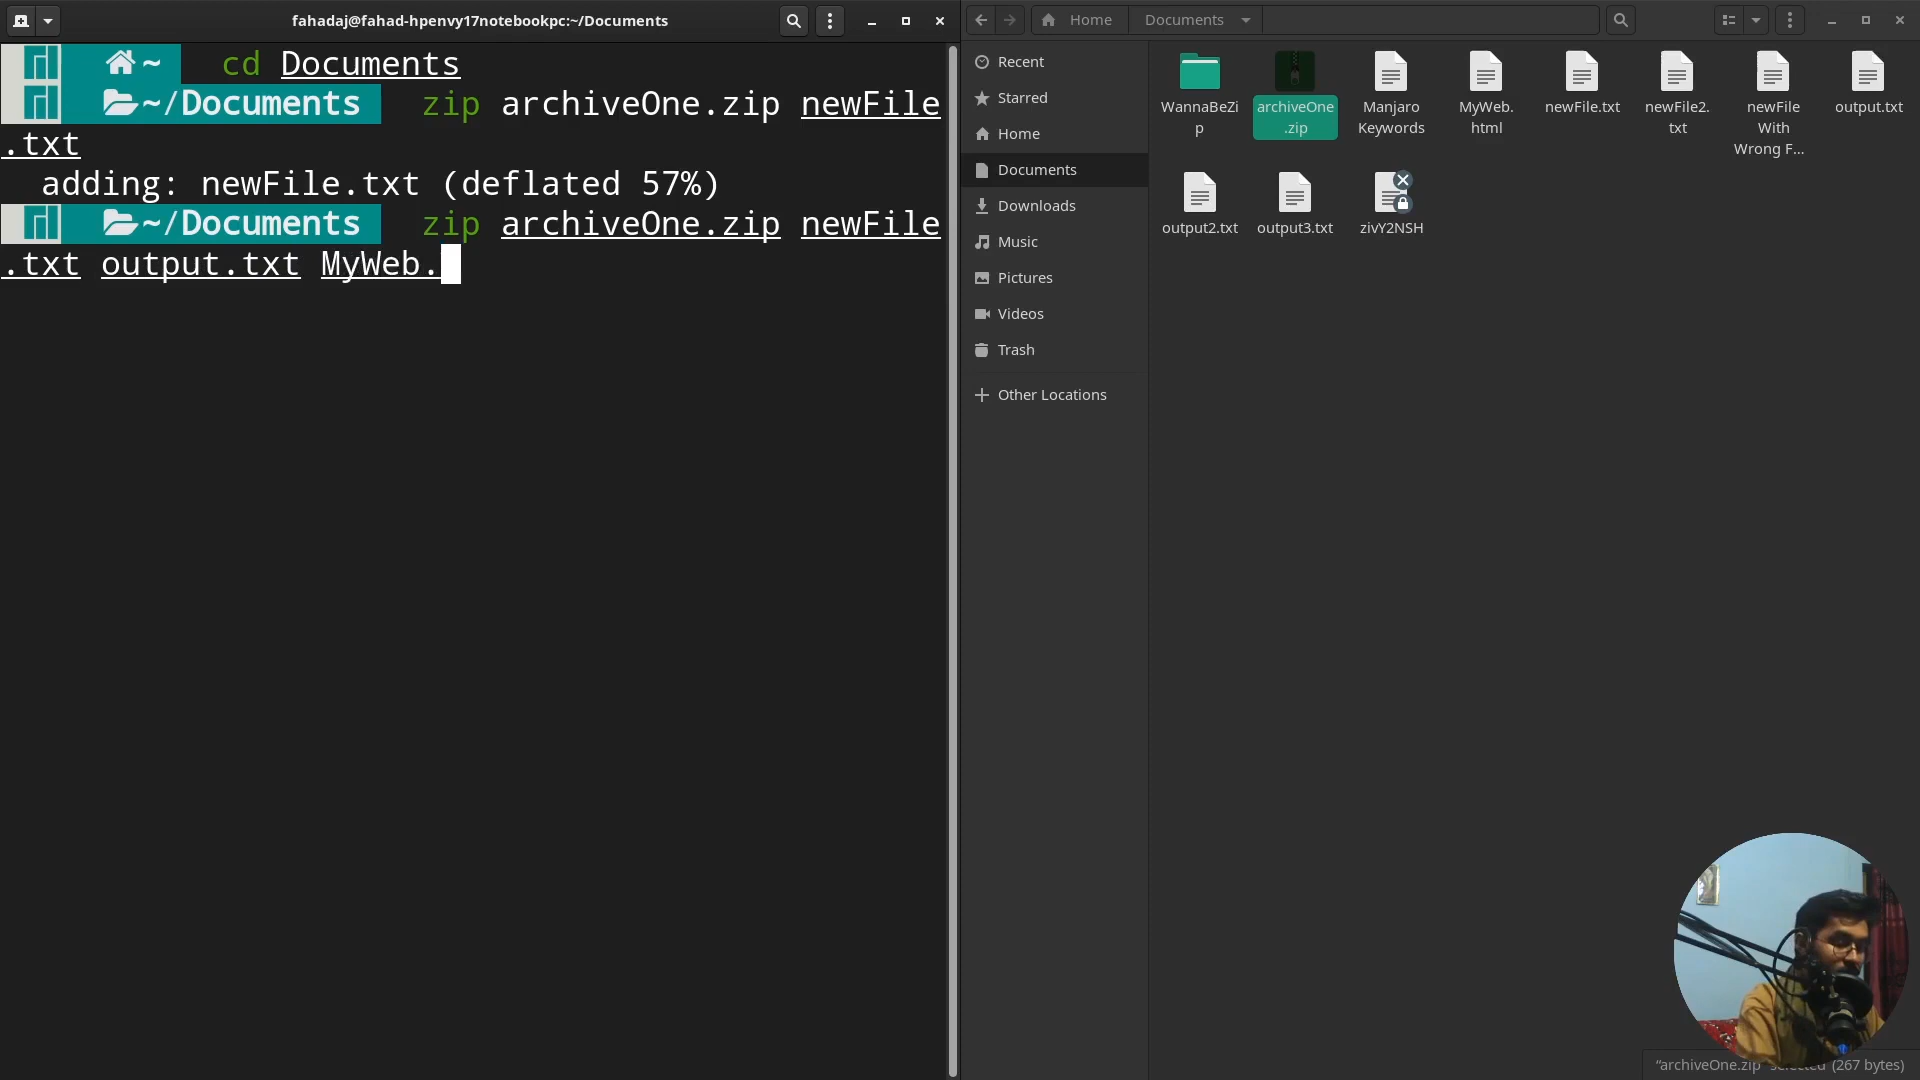 fahadaj@fahad-hpenvy17notebookpc:~/Documents
~ cd Documents
~/Documents zip archiveOne.zip newFile
.txt
adding: newFile.txt (deflated 57%)
~/Documents zip archiveOne.zip newFile
.txt output.txt MyWeb.
Home Documents
Recent
Starred
Home
Documents
Downloads
Music
Pictures
Videos
Trash
Other Locations
WannaBeZi
p
archiveOne
.zip
Manjaro
Keywords
MyWeb.
html
newFile.txt
newFile2.
txt
newFile
With
Wrong F...
output.txt
output2.txt
output3.txt
zivY2NSH
"archiveOne.zip" selected (267 bytes)